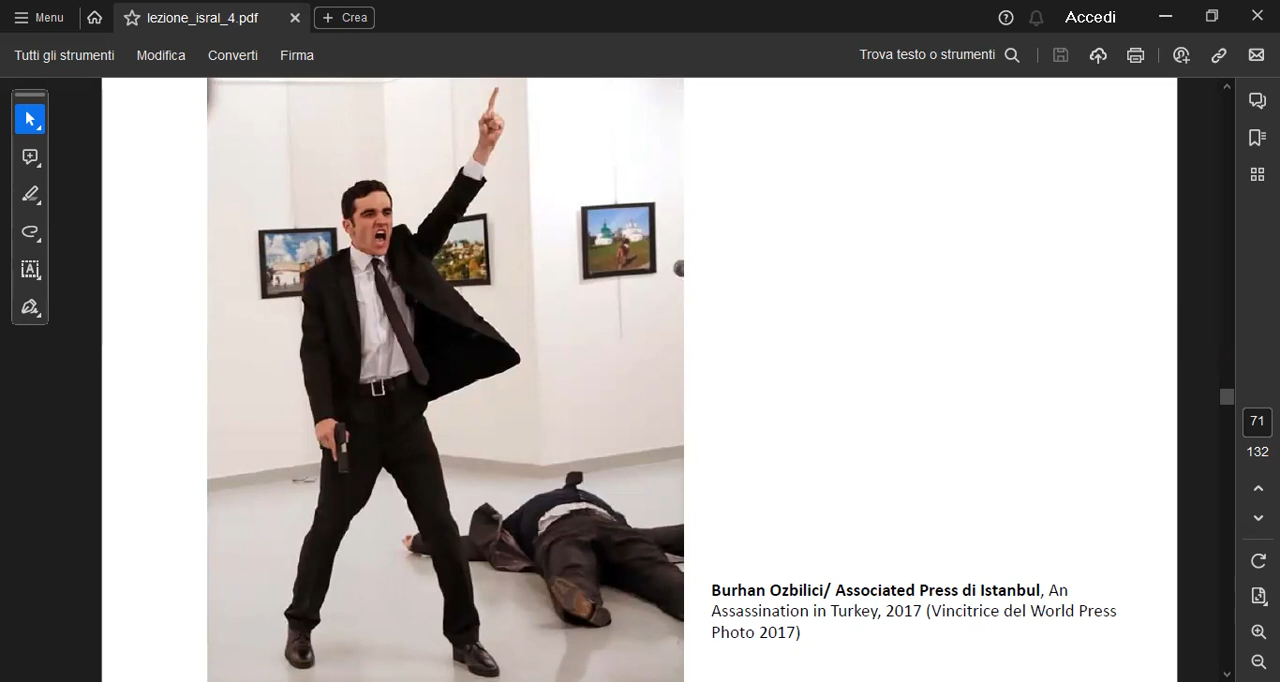 Menu
lezione_isral_4.pdf
Crea
Accedi
Tutti gli strumenti
Modifica
Converti
Firma
Trova testo o strumenti
71
132
Burhan Ozbilici/ Associated Press di Istanbul, An
Assassination in Turkey, 2017 (Vincitrice del World Press
Photo 2017)